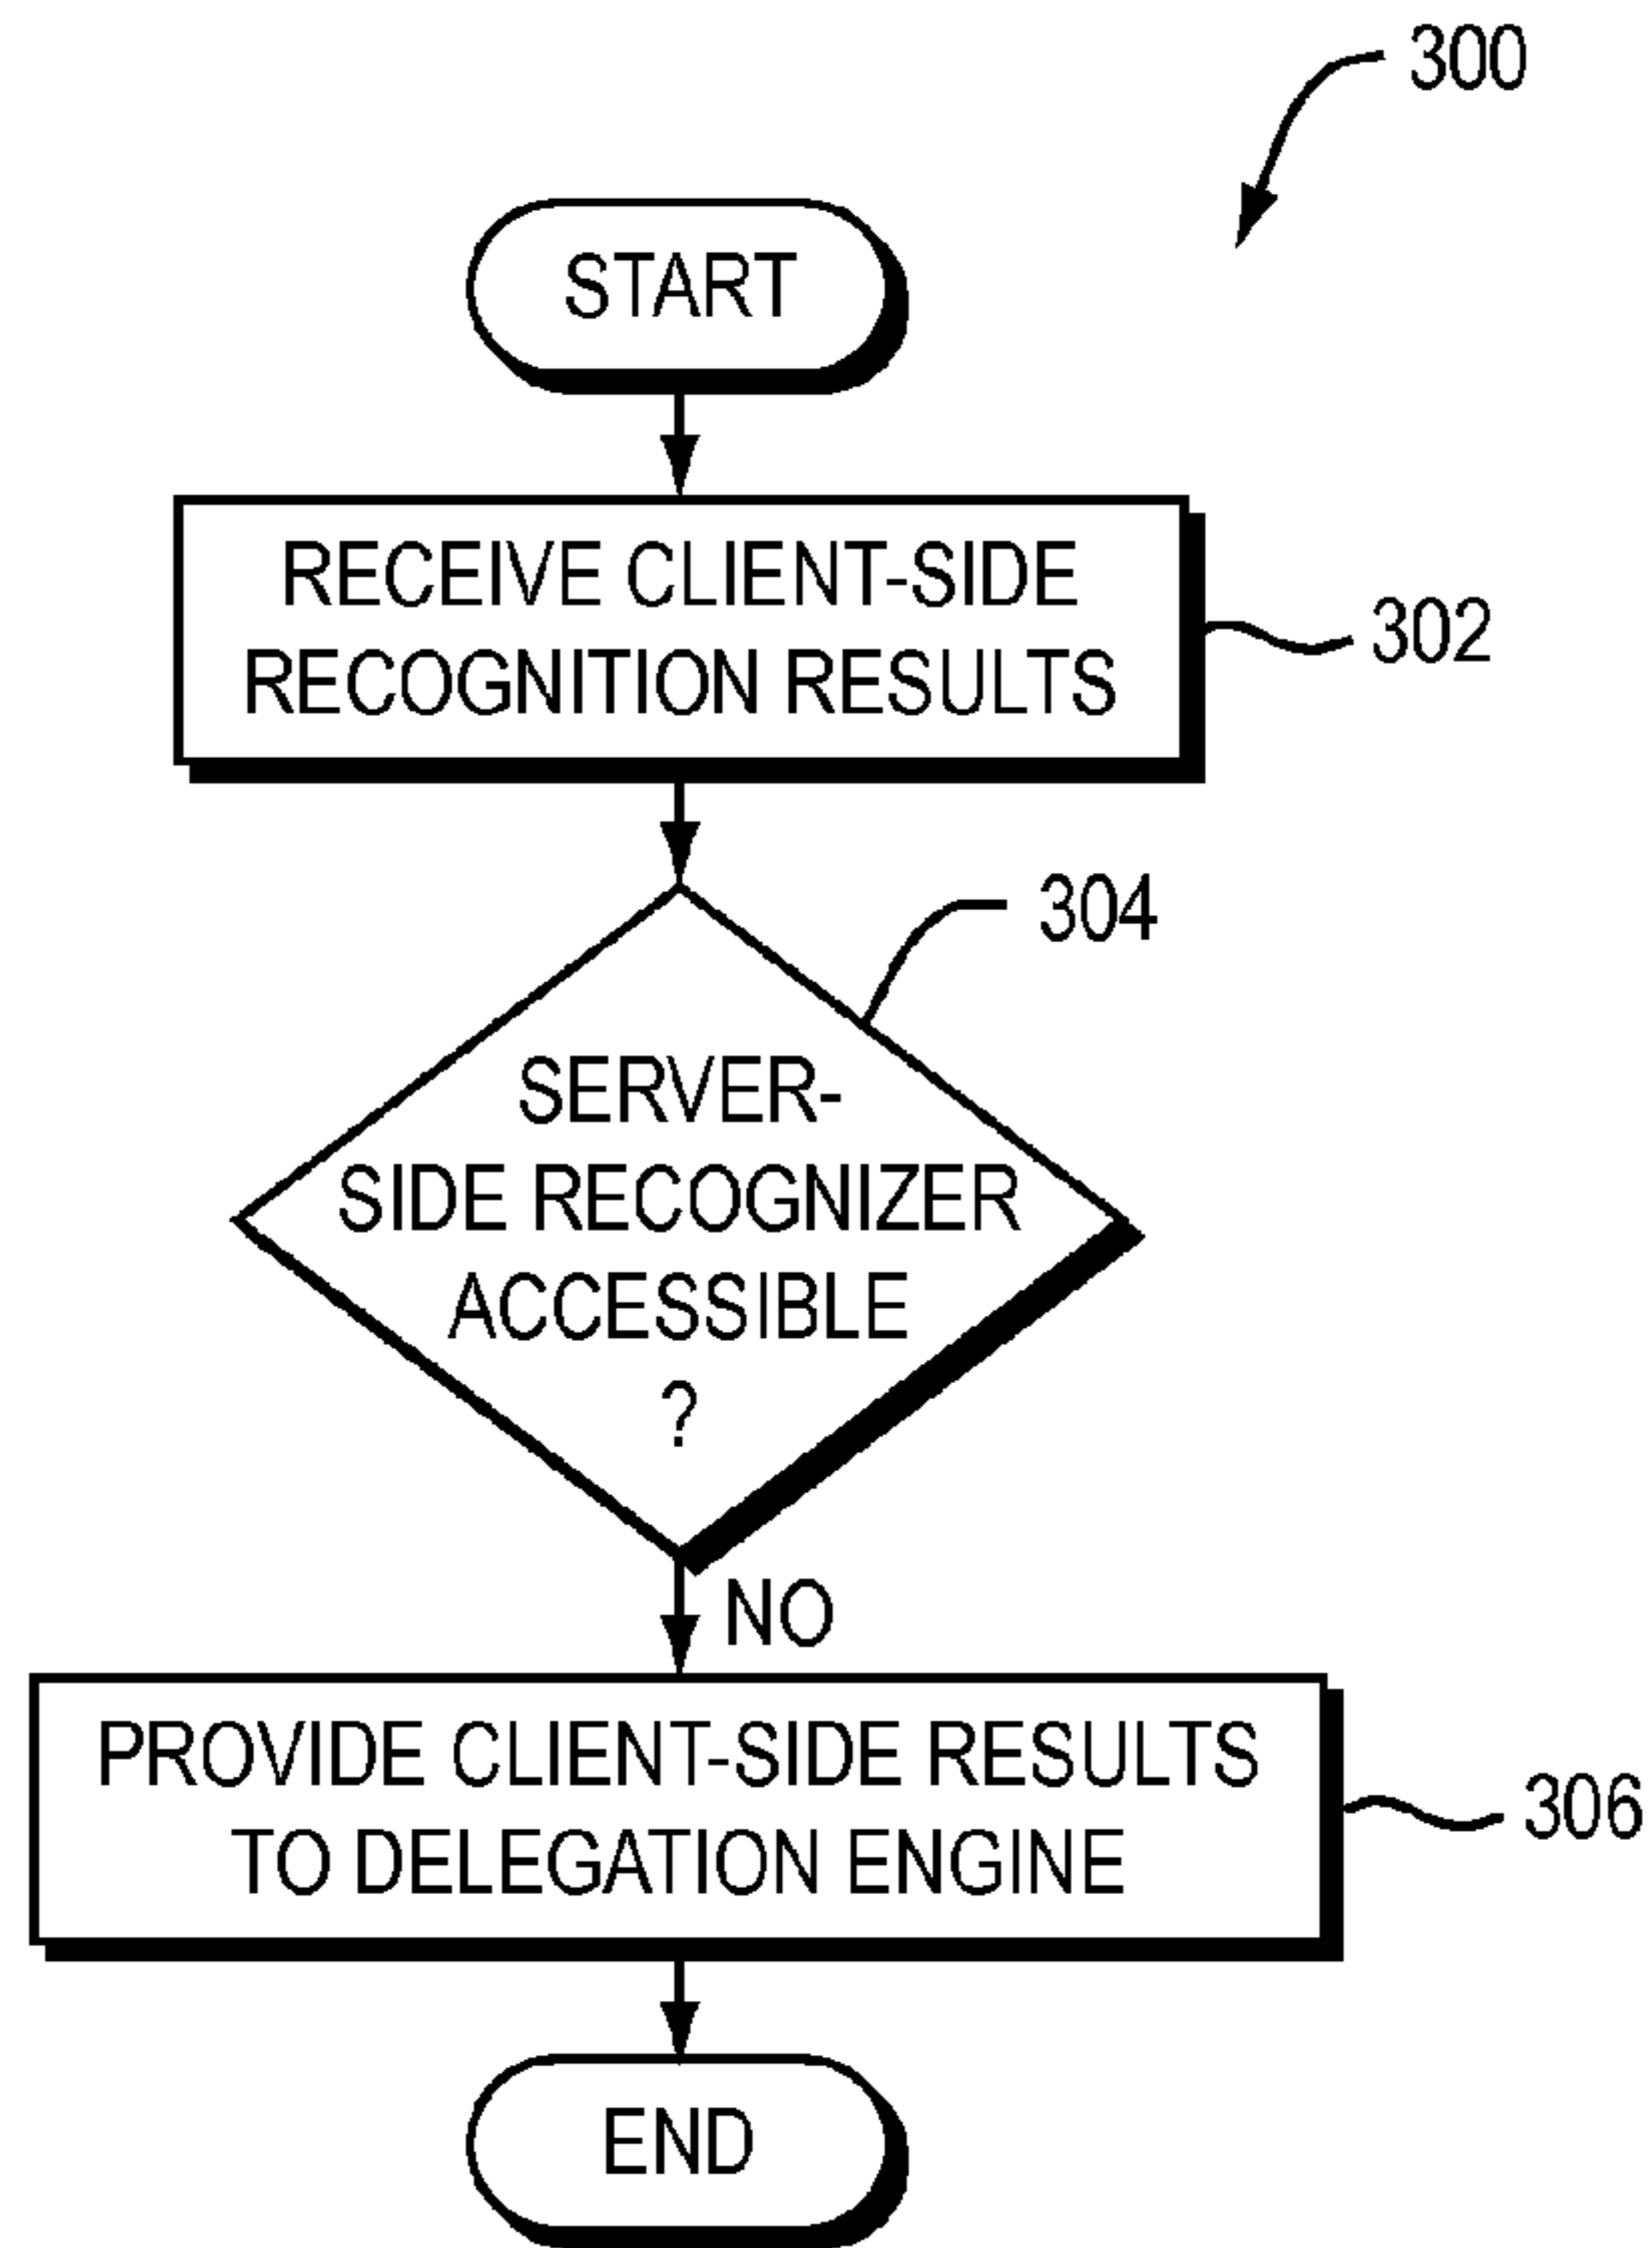 300
START
RECEIVE CLIENT-SIDE
RECOGNITION RESULTS
302
304
SERVER-
SIDE RECOGNIZER
ACCESSIBLE
?
NO
PROVIDE CLIENT-SIDE RESULTS
TO DELEGATION ENGINE
306
END